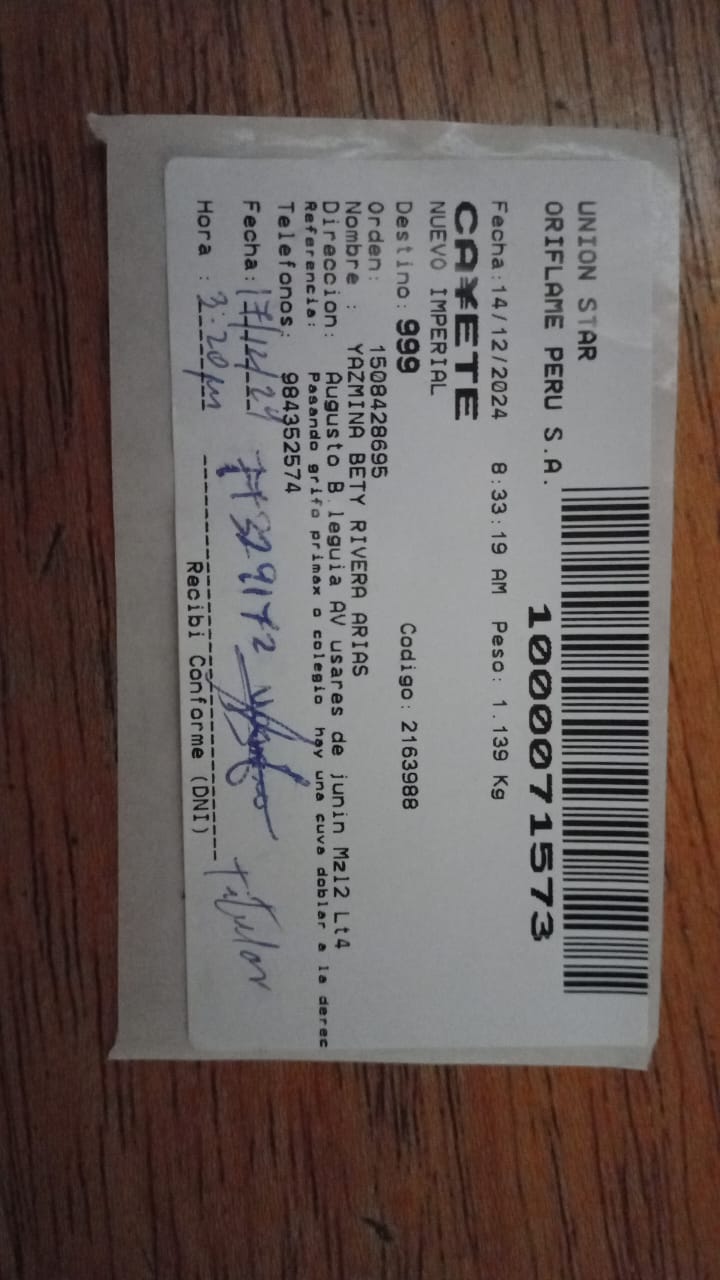 UNION STAR
ORIFLAME PERU S.A.
1000071573
Fecha:14/12/2024 8:33:19 AM Peso: 1.139 Kg
CA¥ETE
NUEVO IMPERIAL
Destino: 999 Codigo: 2163988
Orden: 1508428695
Nombre : YAZMINA BETY RIVERA ARIAS
Direccion: Augusto B leguia AV usares de junin Mz12 Lt4
Referencia: Pasando grifo primax o colegio hay una cuva doblar a la derec
Telefonos: 984352574
Fecha: 17/12/24
Hora : 3:20pm titular
Recibi Conforme (DNI)